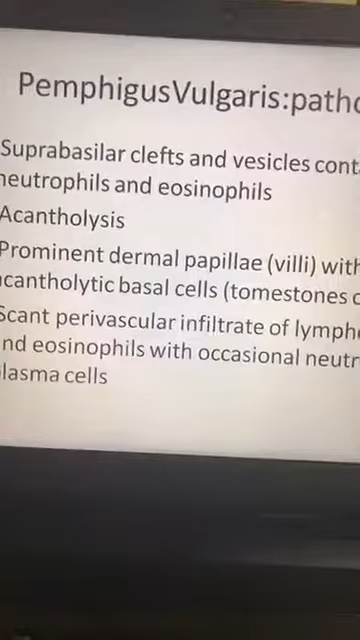 PemphigusVulgaris:patho
Suprabasilar clefts and vesicles cont
neutrophils and eosinophils
Acantholysis
Prominent dermal papillae (villi) with
acantholytic basal cells (tomestones
Scant perivascular infiltrate of lympho
nd eosinophils with occasional neutr
lasma cells